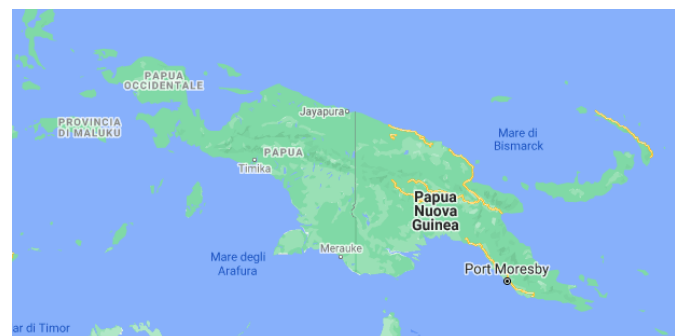 PAPUA
OCCIDENTALE
PROVINCIA
DI MALUKU
Jayapura
Mare di
Bismarck
PAPUA
Timika
Papua
Nuova
Guinea
Mare degli
Arafura
Merauke
Port Moresby
ar di Timor